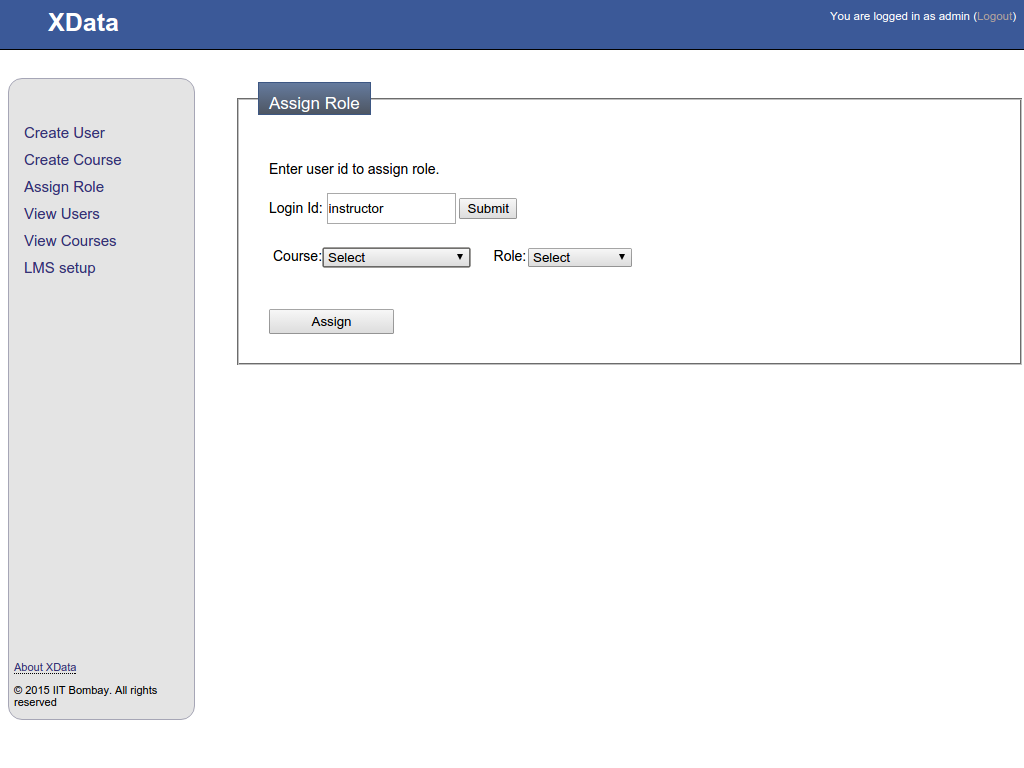 XData
You are logged in as admin (Logout)
Create User
Create Course
Assign Role
View Users
View Courses
LMS setup
About XData
© 2015 IIT Bombay. All rights
reserved
Assign Role
Enter user id to assign role.
Login Id: instructor Submit
Course: Select Role: Select
Assign